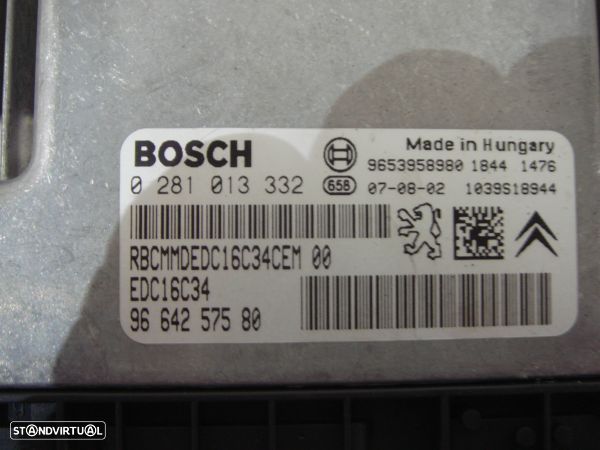 BOSCH
Made in Hungary
9653958980 1844 1476
0 281 013 332
658
07-08-02 1039S18944
RBCMMDEDC16C34CEM 00
EDC16C34
96 642 575 80
STANDVIRTUAL